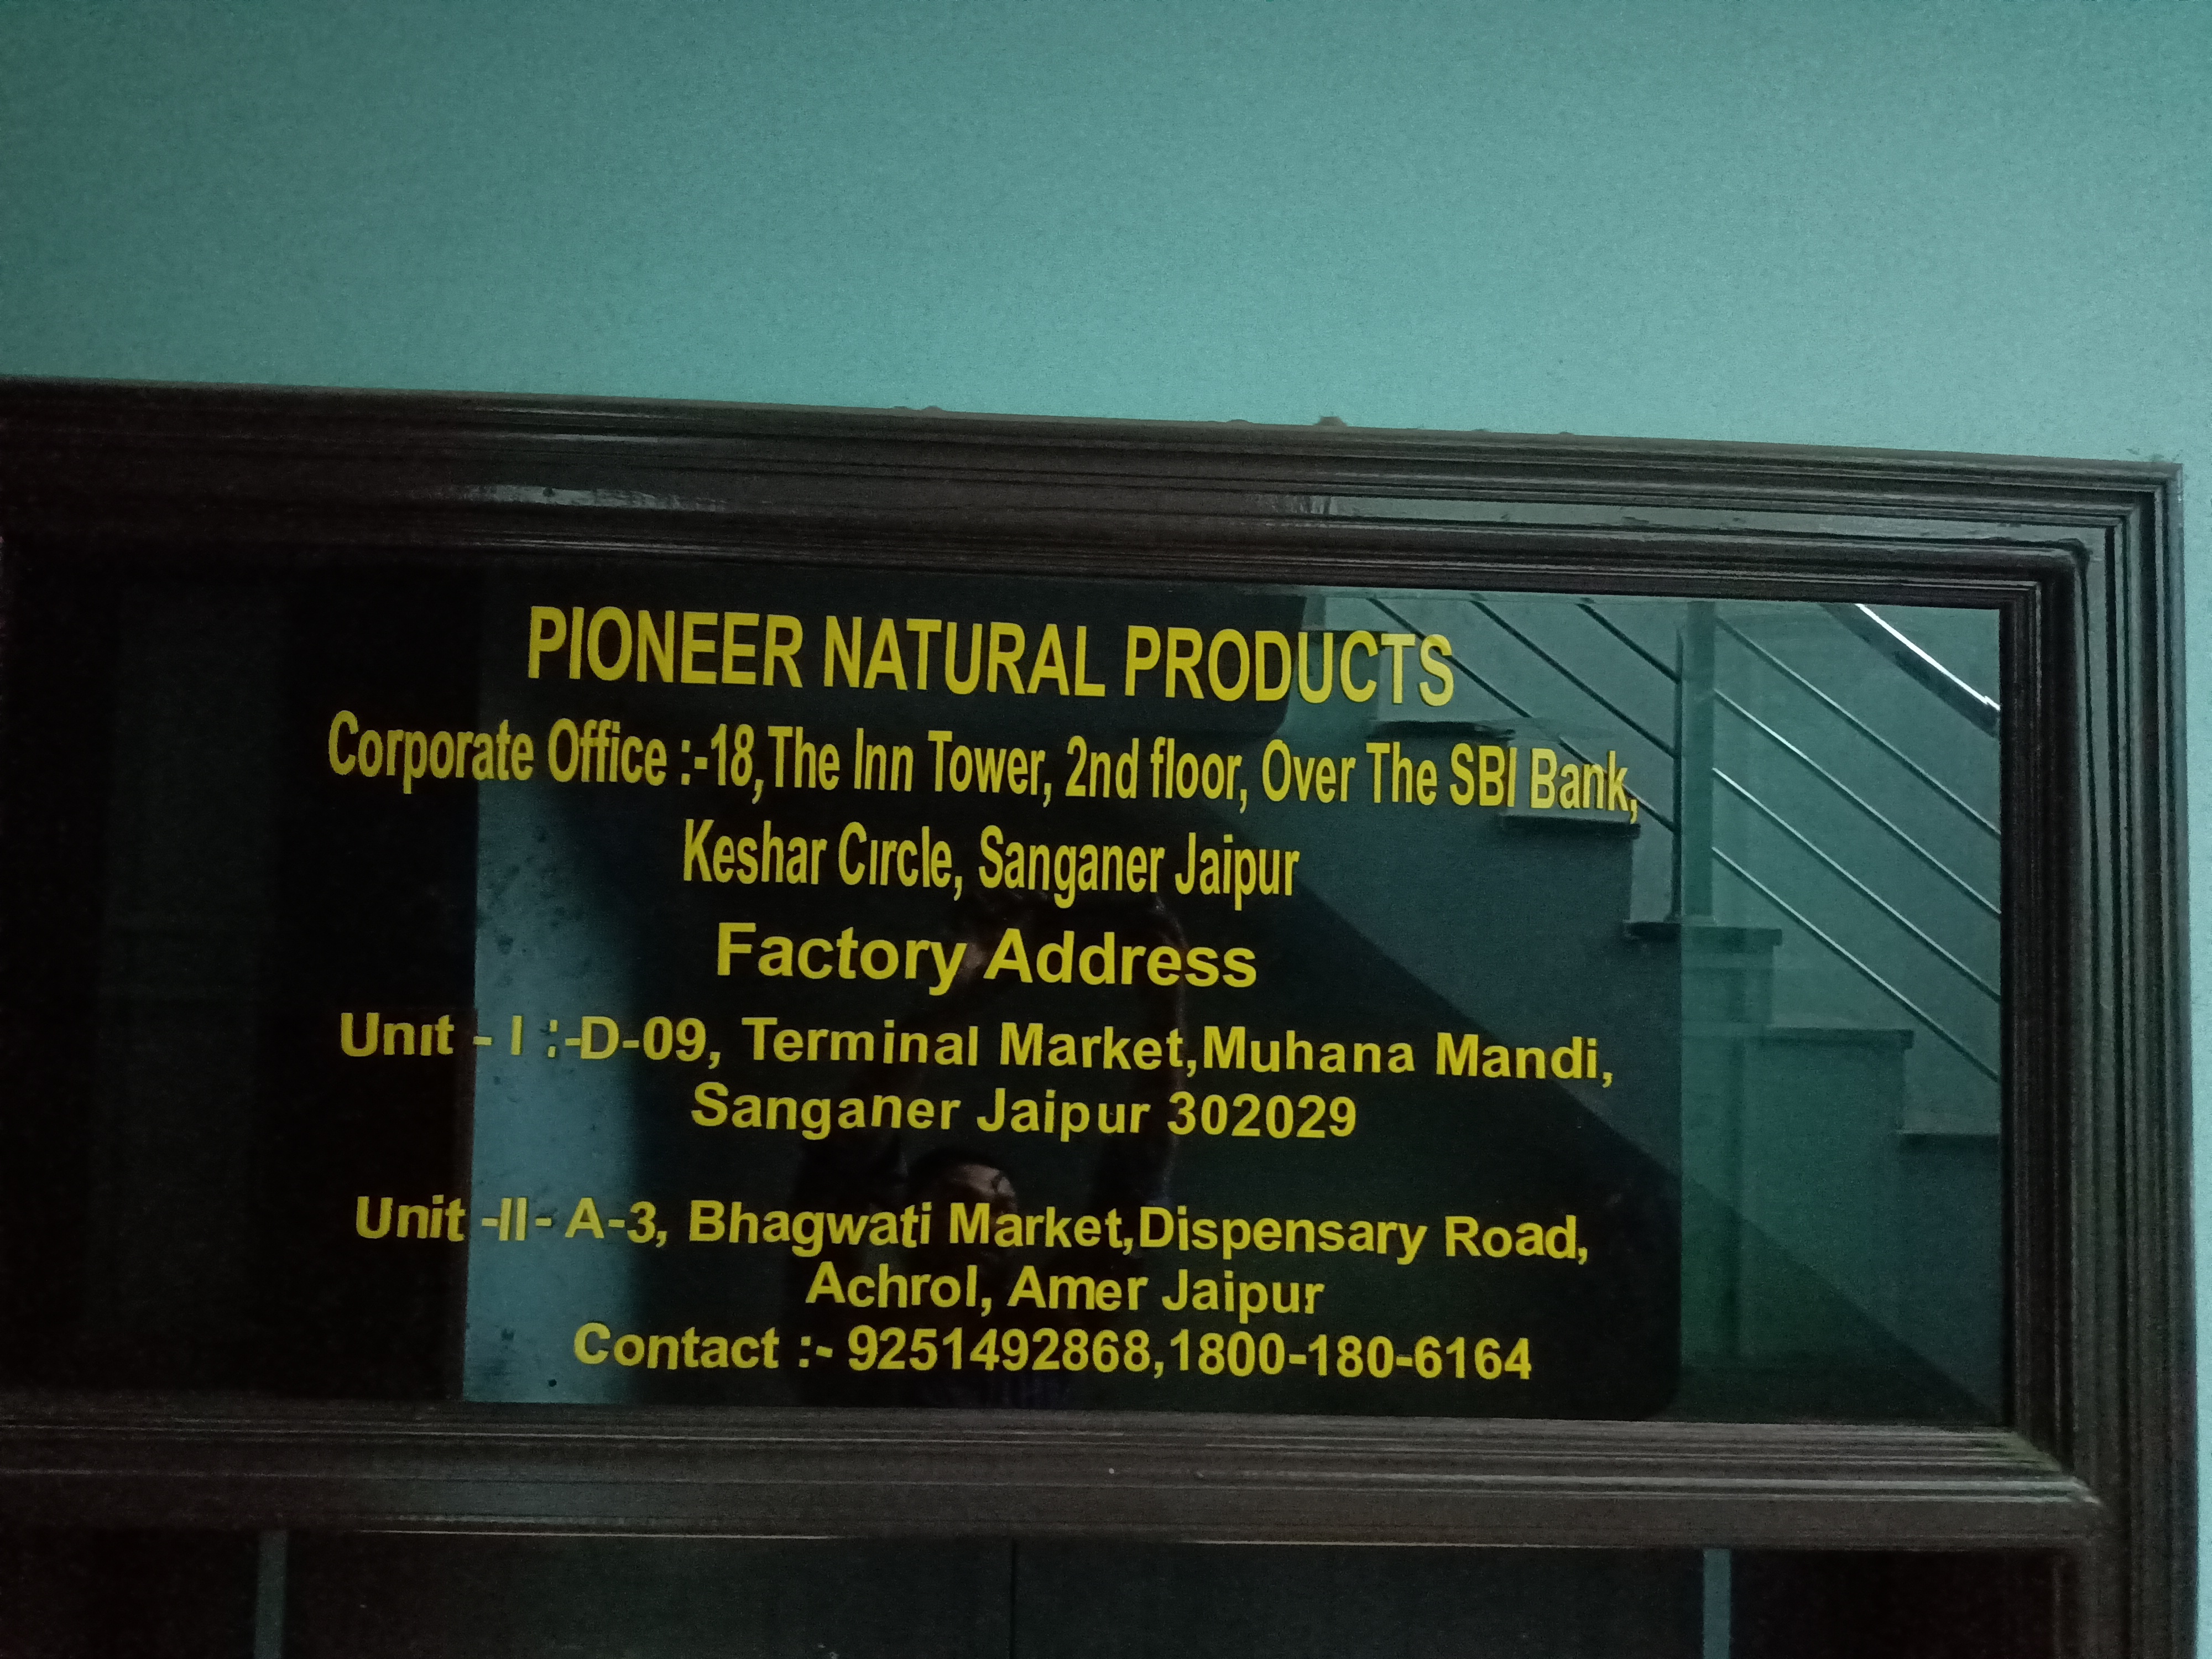 PIONEER NATURAL PRODUCTS
Corporate Office :-18,The Inn Tower, 2nd floor, Over The SBI Bank,
Keshar Circle, Sanganer Jaipur
Factory Address
Unit - I :-D-09, Terminal Market,Muhana Mandi,
Sanganer Jaipur 302029
Unit -II- A-3, Bhagwati Market,Dispensary Road,
Achrol, Amer Jaipur
Contact :- 9251492868,1800-180-6164